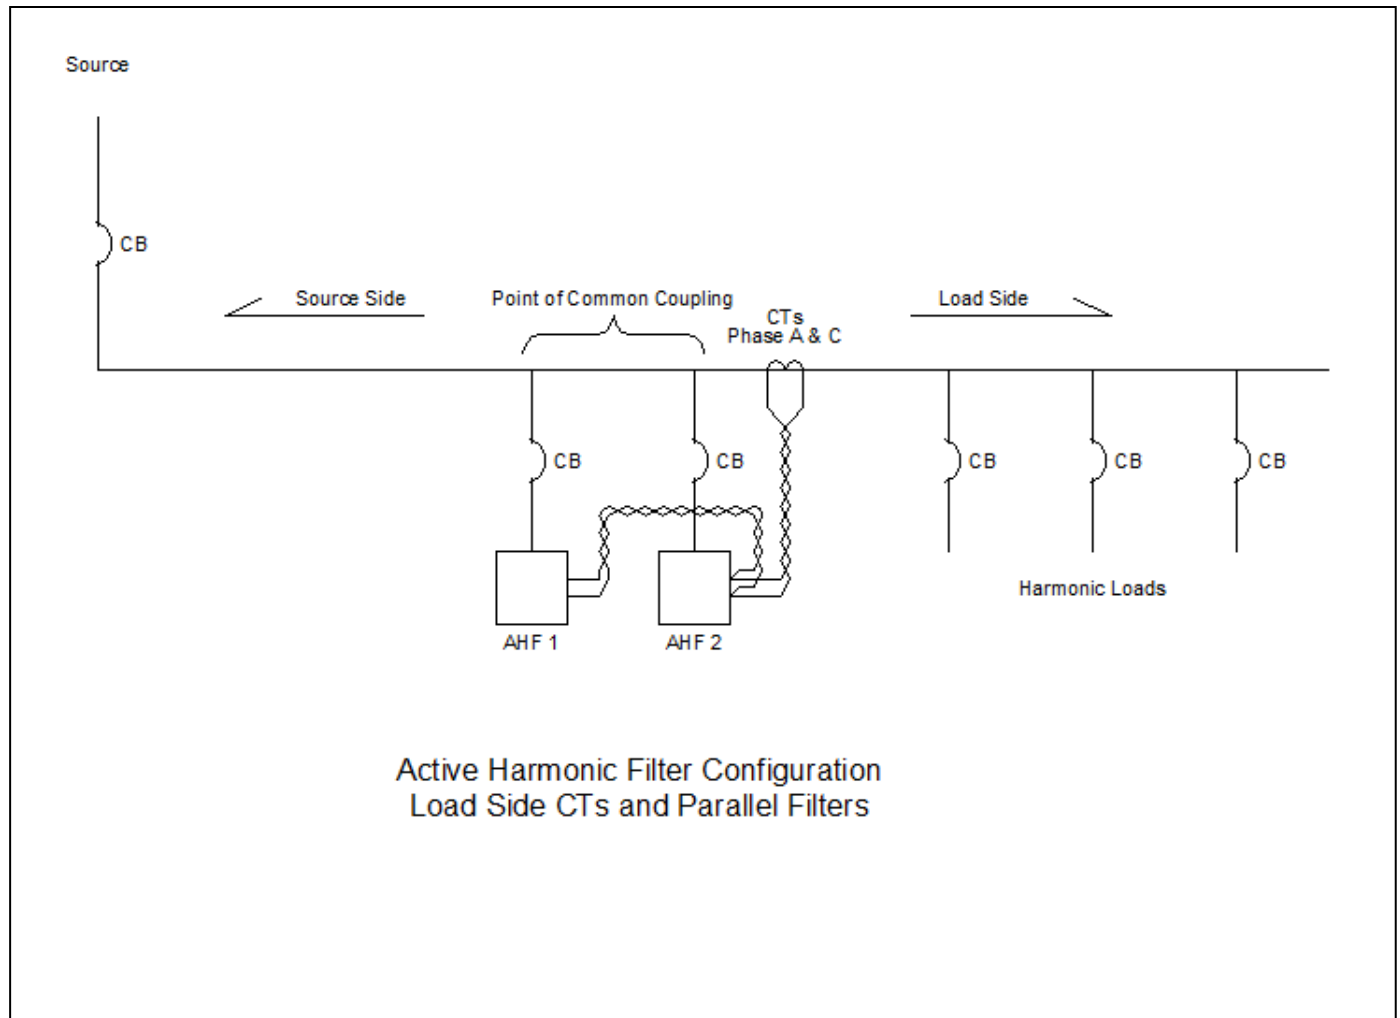 Source
CB
Source Side
Point of Common Coupling
CTs
Phase A & C
Load Side
CB
CB
CB
CB
CB
AHF 1
AHF 2
Harmonic Loads
Active Harmonic Filter Configuration
Load Side CTs and Parallel Filters